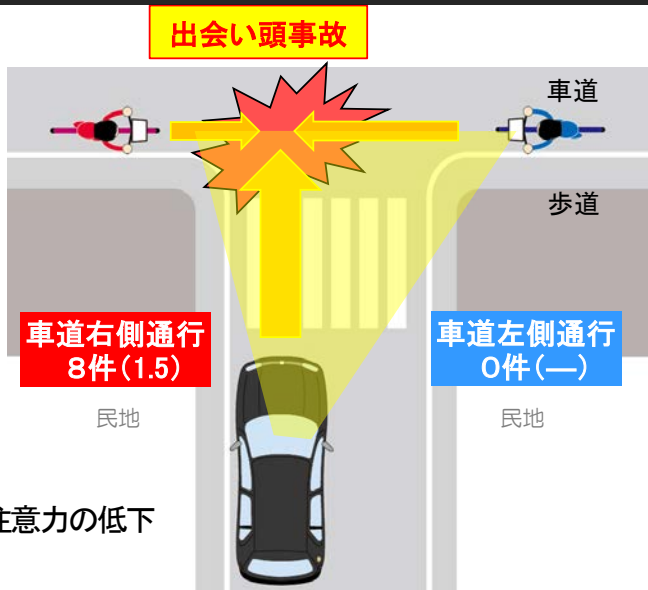 出会い頭事故
車道
歩道
車道右側通行
8件(1.5)
車道左側通行
0件(―)
民地
民地
注意力の低下